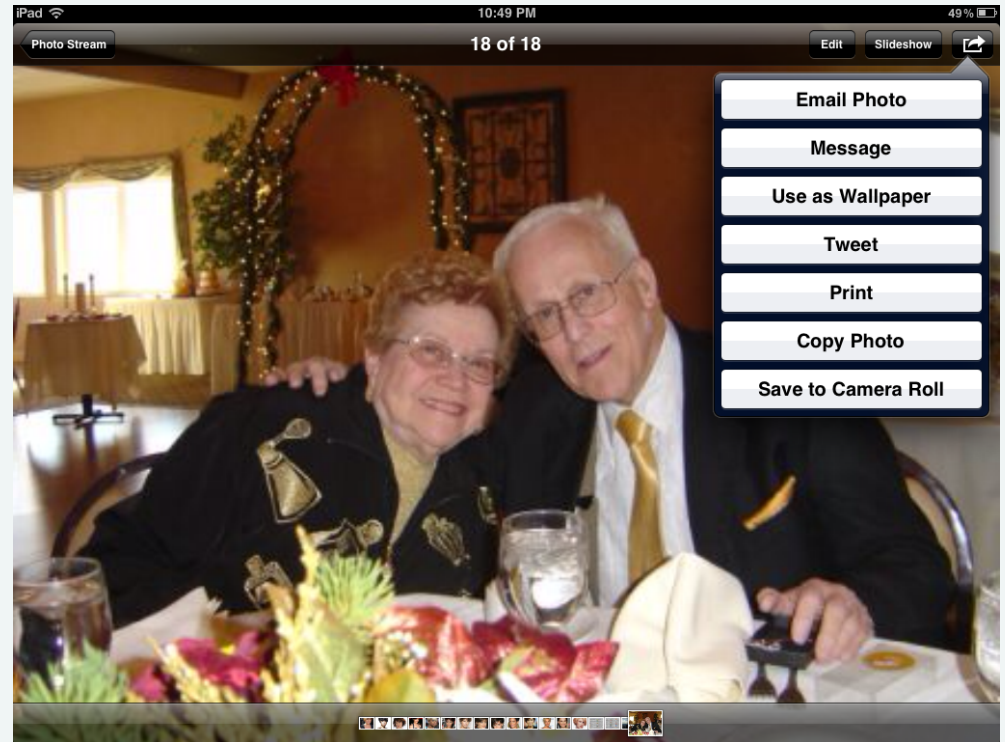 iPad 10:49 PM 49%
Photo Stream 18 of 18 Edit Slideshow
Email Photo
Message
Use as Wallpaper
Tweet
Print
Copy Photo
Save to Camera Roll